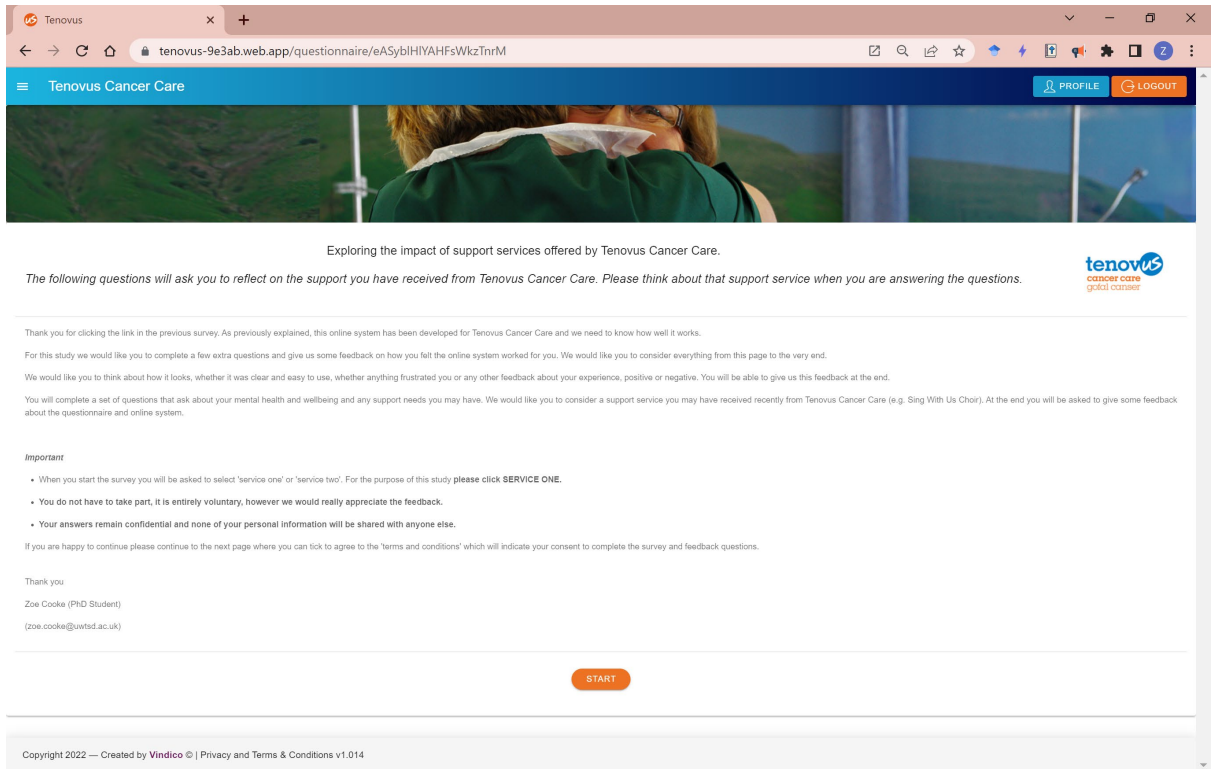 Tenovus
tenovus-9e3ab.web.app/questionnaire/eASyblHlYAHFsWkzTnrM
Z
Tenovus Cancer Care
PROFILE
LOGOUT
Exploring the impact of support services offered by Tenovus Cancer Care.
The following questions will ask you to reflect on the support you have received from Tenovus Cancer Care. Please think about that support service when you are answering the questions.
tenovus
cancer care
gofal canser
Thank you for clicking the link in the previous survey. As previously explained, this online system has been developed for Tenovus Cancer Care and we need to know how well it works.
For this study we would like you to complete a few extra questions and give us some feedback on how you felt the online system worked for you. We would like you to consider everything from this page to the very end.
We would like you to think about how it looks, whether it was clear and easy to use, whether anything frustrated you or any other feedback about your experience, positive or negative. You will be able to give us this feedback at the end.
You will complete a set of questions that ask about your mental health and wellbeing and any support needs you may have. We would like you to consider a support service you may have received recently from Tenovus Cancer Care (e.g. Sing With Us Choir). At the end you will be asked to give some feedback
about the questionnaire and online system.
Important
• When you start the survey you will be asked to select 'service one' or 'service two'. For the purpose of this study please click SERVICE ONE.
• You do not have to take part, it is entirely voluntary, however we would really appreciate the feedback.
• Your answers remain confidential and none of your personal information will be shared with anyone else.
If you are happy to continue please continue to the next page where you can tick to agree to the 'terms and conditions' which will indicate your consent to complete the survey and feedback questions.
Thank you
Zoe Cooke (PhD Student)
(zoe.cooke@uwtsd.ac.uk)
START
Copyright 2022 — Created by Vindico © | Privacy and Terms & Conditions v1.014